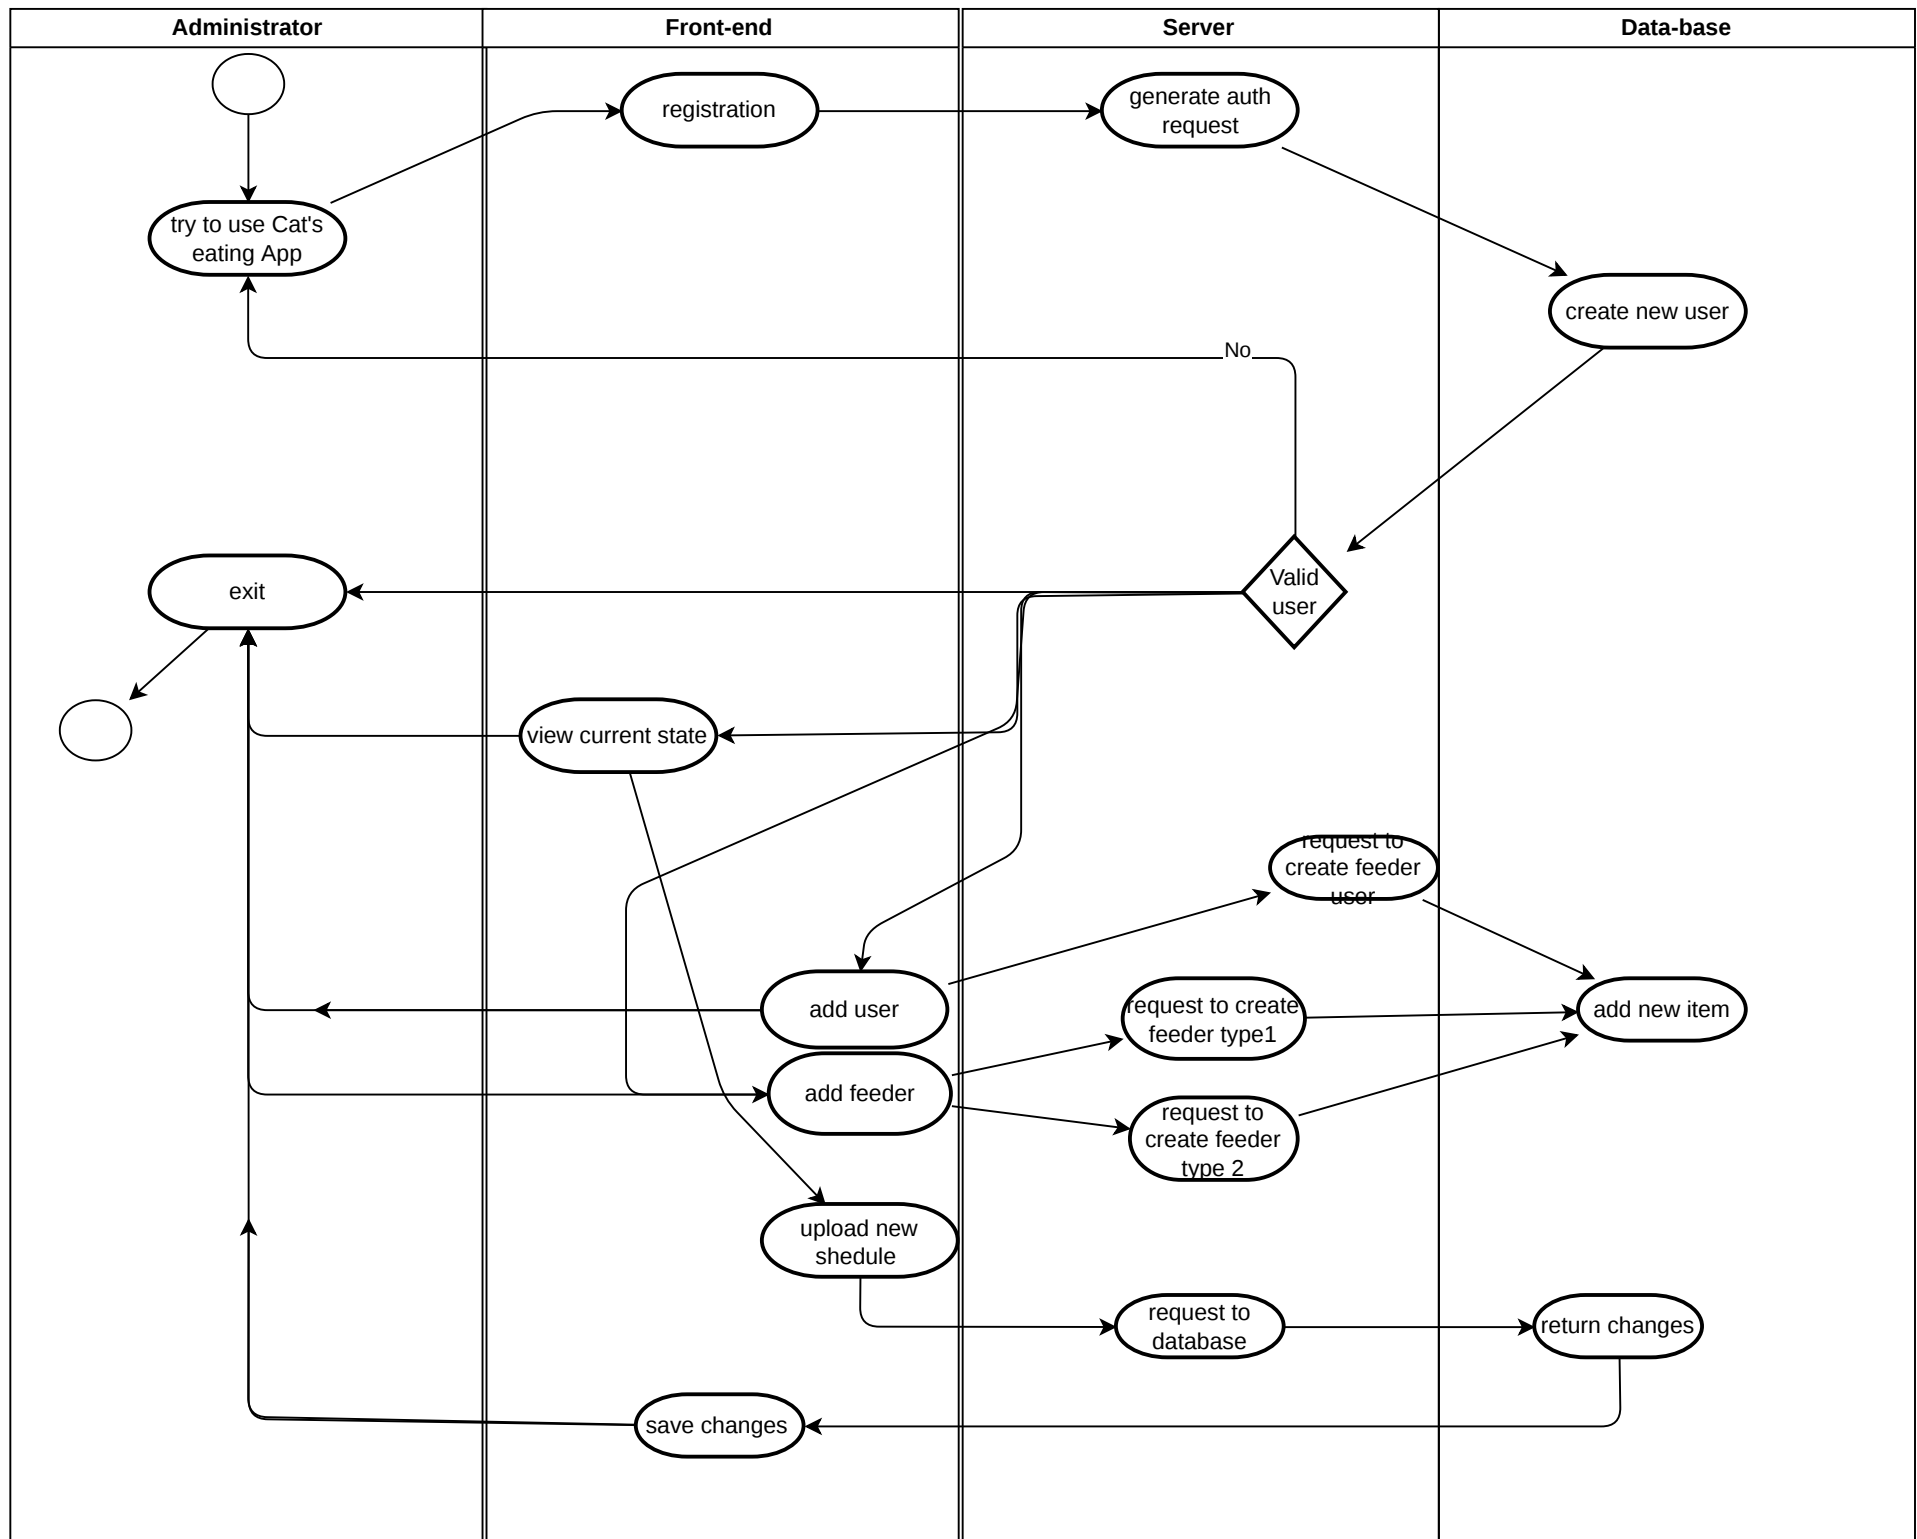 Administrator
Front-end
Server
Data-base
registration
generate auth
request
try to use Cat's
eating App
create new user
No
Valid
user
exit
view current state
request to
create feeder
user
add user
request to create
feeder type1
add new item
add feeder
request to
create feeder
type 2
upload new
shedule
request to
database
return changes
save changes